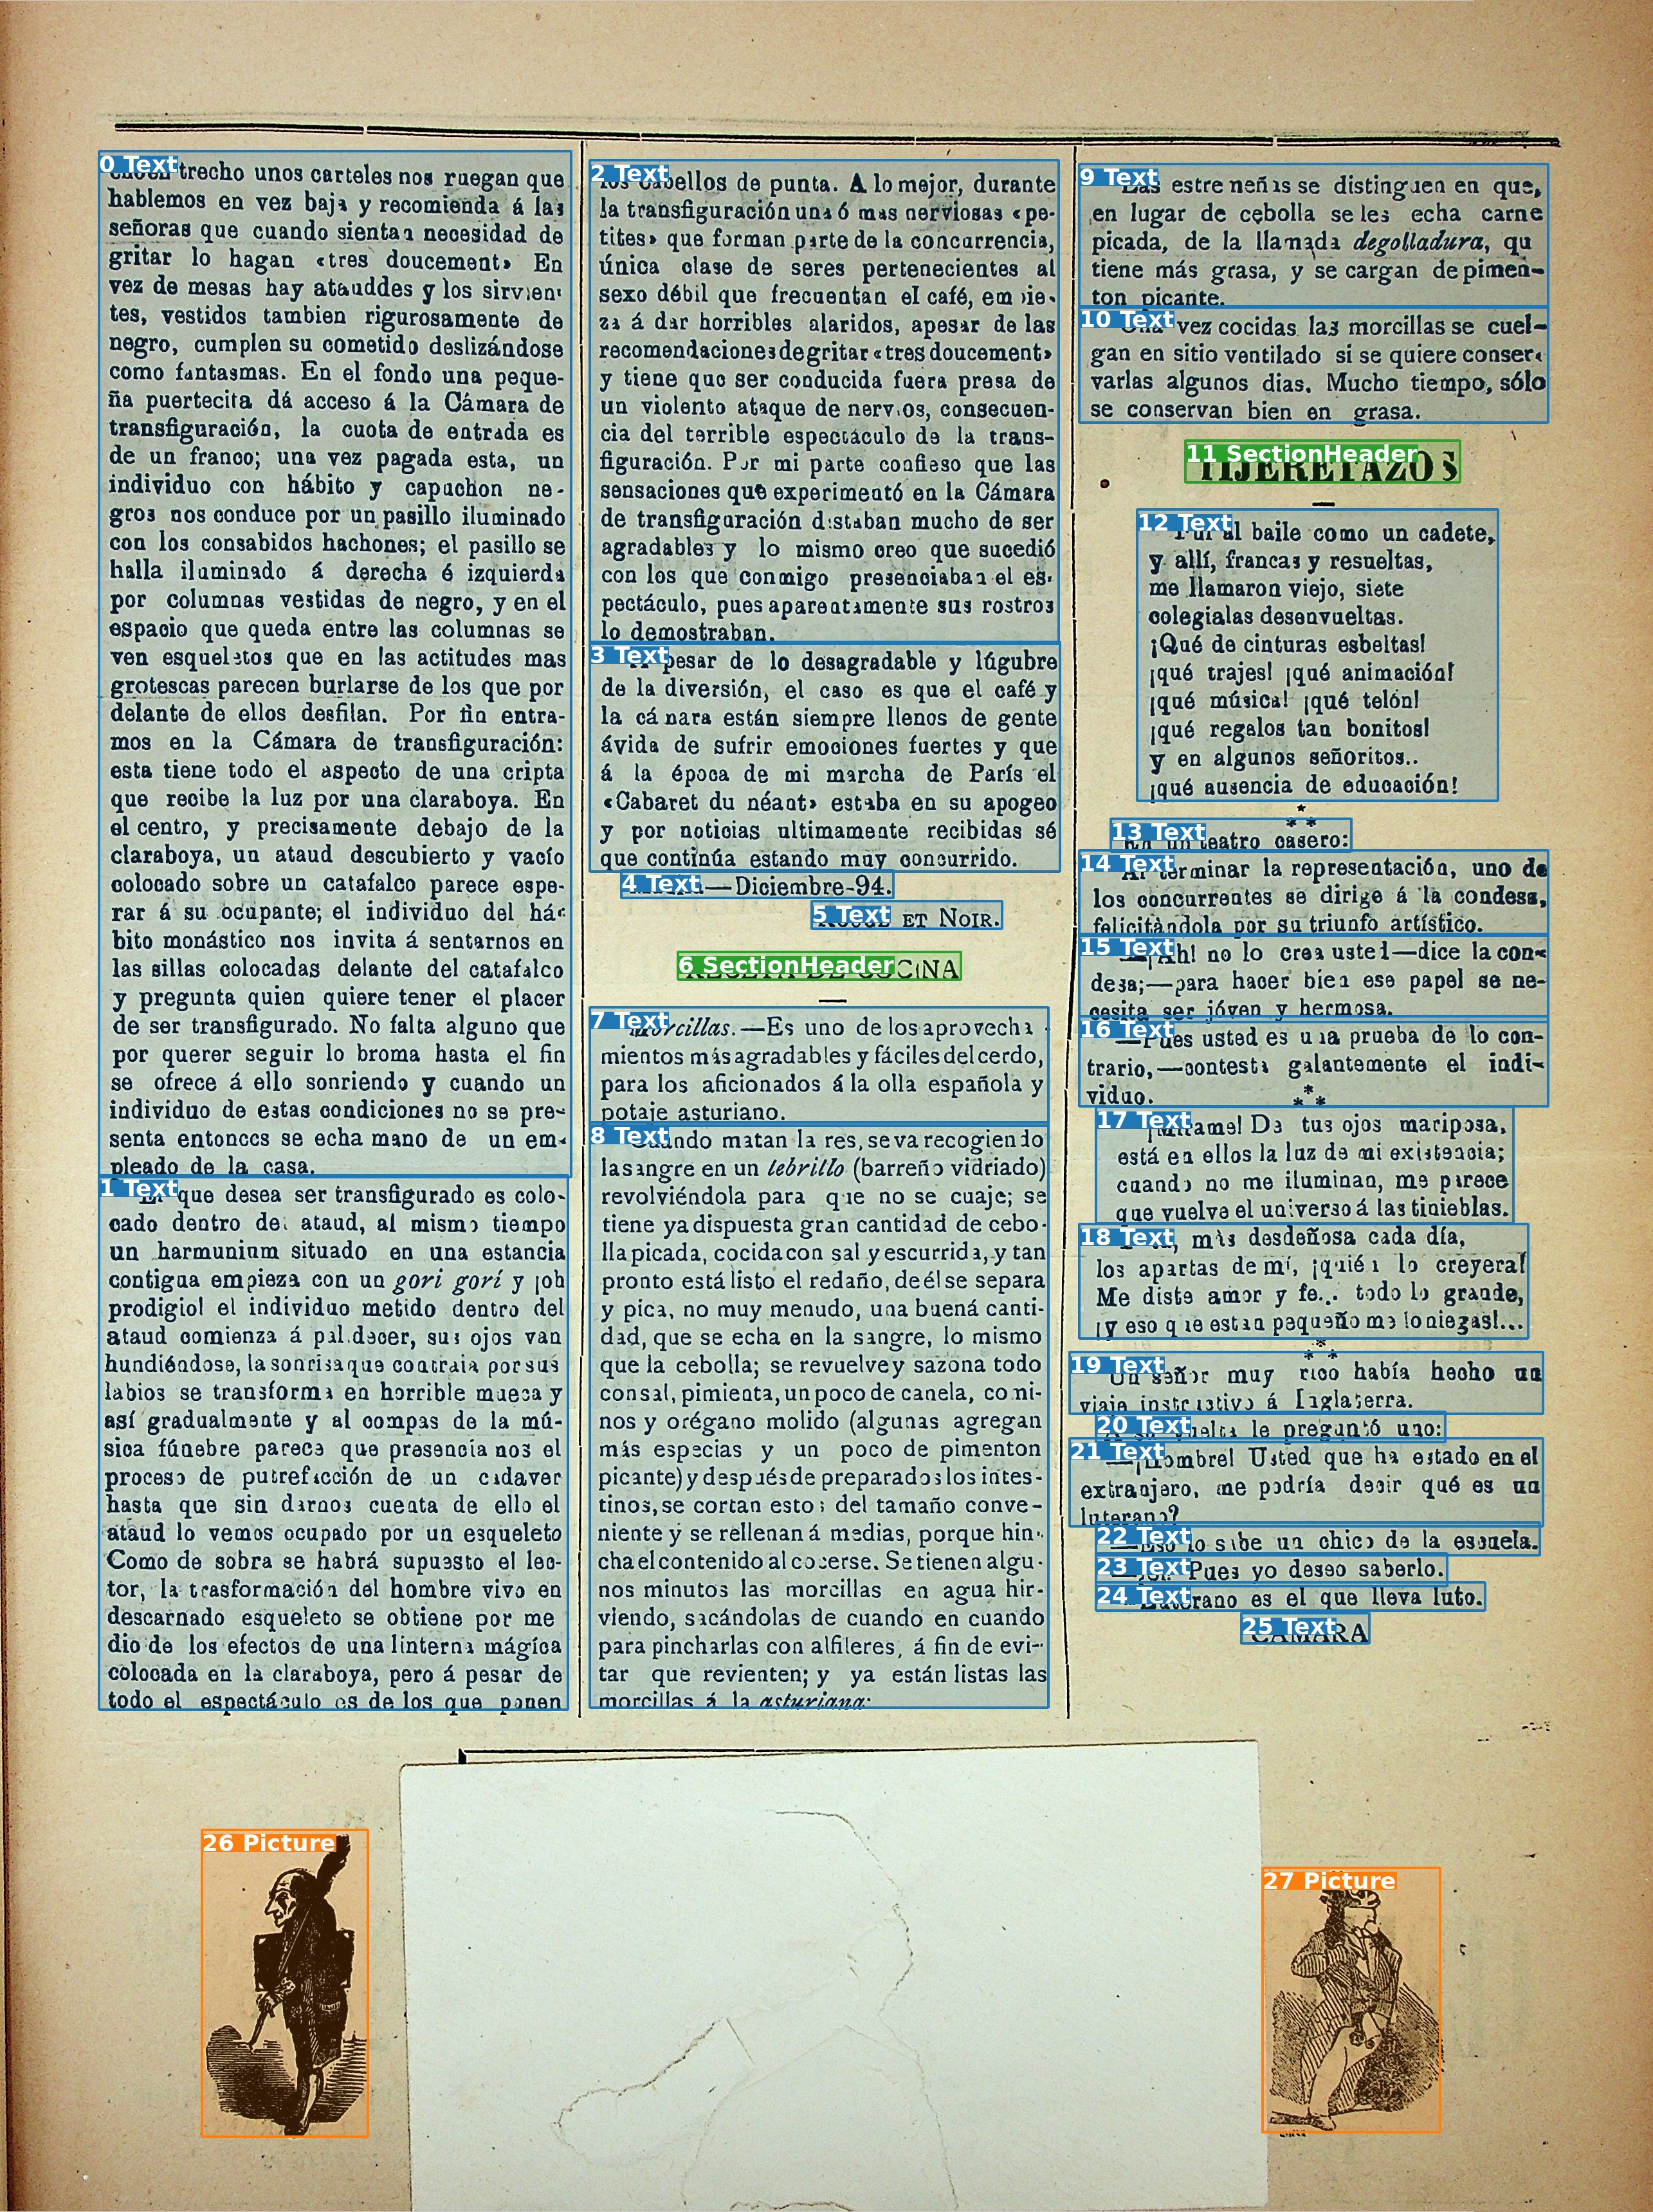 trecho unos carteles nos ruegan que
hablemos en vez baja y recomienda á las
señoras que cuando sientan necesidad de
gritar lo hagan «tres doucement» En
vez de mesas hay atauddes y los sirvien
tes, vestidos tambien rigurosamente de
negro, cumplen su cometido deslizándose
como fantasmas. En el fondo una peque-
ña puertecita dá acceso á la Cámara de
transfiguración, la cuota de entrada es
de un franco; una vez pagada esta, un
individuo con hábito y capuchon ne-
gros nos conduce por un pasillo iluminado
con los consabidos hachones; el pasillo se
halla iluminado á derecha é izquierda
por columnas vestidas de negro, y en el
espacio que queda entre las columnas se
ven esqueletos que en las actitudes mas
grotescas parecen burlarse de los que por
delante de ellos desfilan. Por fin entra-
mos en la Cámara de transfiguración:
esta tiene todo el aspecto de una cripta
que recibe la luz por una claraboya. En
el centro, y precisamente debajo de la
claraboya, un ataud descubierto y vacío
colocado sobre un catafalco parece espe-
rar á su ocupante; el individuo del há-
bito monástico nos invita á sentarnos en
las sillas colocadas delante del catafalco
y pregunta quien quiere tener el placer
de ser transfigurado. No falta alguno que
por querer seguir lo broma hasta el fin
se ofrece á ello sonriendo y cuando un
individuo de estas condiciones no se pre-
senta entonces se echa mano de un em-
pleado de la casa.
que desea ser transfigurado es colo-
cado dentro del ataud, al mismo tiempo
un harmunium situado en una estancia
contigua empieza con un gori gorí y ¡oh
prodigio! el individuo metido dentro del
ataud comienza á palidecer, sus ojos van
hundiéndose, la sonrisa que contraia por sus
labios se transforma en horrible mueca y
así gradualmente y al compas de la mú-
sica fúnebre parece que presencia nos el
proceso de putrefacción de un cadaver
hasta que sin darnos cuenta de ello el
ataud lo vemos ocupado por un esqueleto
Como de sobra se habrá supuesto el lec-
tor, la trasformación del hombre vivo en
descarnado esqueleto se obtiene por me
dio de los efectos de una linterna mágica
colocada en la claraboya, pero á pesar de
todo el espectáculo es de los que ponen
los cabellos de punta. A lo mejor, durante
la transfiguración una ó mas nerviosas «pe-
tites» que forman parte de la concurrencia,
única clase de seres pertenecientes al
sexo débil que frecuentan el café, empie-
za á dar horribles alaridos, apesar de las
recomendaciones de gritar «tres doucement»
y tiene que ser conducida fuera presa de
un violento ataque de nervios, consecuen-
cia del terrible espectáculo de la trans-
figuración. Por mi parte confieso que las
sensaciones que experimentó en la Cámara
de transfiguración distaban mucho de ser
agradables y lo mismo creo que sucedió
con los que conmigo presenciaban el es-
pectáculo, pues aparentamente sus rostros
lo demostraban.
pesar de lo desagradable y lúgubre
de la diversión, el caso es que el café y
la cámara están siempre llenos de gente
ávida de sufrir emociones fuertes y que
á la época de mi marcha de París el
«Cabaret du néant» estaba en su apogeo
y por noticias ultimamente recibidas sé
que continúa estando muy concurrido.
—Diciembre-94.
ET NOIR.
RECETA DE COCINA
Morcillas.—Es uno de los aprovecha
mientos más agradables y fáciles del cerdo,
para los aficionados á la olla española y
potaje asturiano.
Cuando matan la res, se va recogiendo
la sangre en un lebrillo (barreño vidriado)
revolviéndola para que no se cuaje; se
tiene ya dispuesta gran cantidad de cebo-
lla picada, cocida con sal y escurrida, y tan
pronto está listo el redaño, de él se separa
y pica, no muy menudo, una buená canti-
dad, que se echa en la sangre, lo mismo
que la cebolla; se revuelve y sazona todo
con sal, pimienta, un poco de canela, comi-
nos y orégano molido (algunas agregan
más especias y un poco de pimenton
picante) y después de preparados los intes-
tinos, se cortan estos del tamaño conve-
niente y se rellenan á medias, porque hin-
cha el contenido al cocerse. Se tienen algu-
nos minutos las morcillas en agua hir-
viendo, sacándolas de cuando en cuando
para pincharlas con alfileres, á fin de evi-
tar que revienten; y ya están listas las
morcillas á la asturiana:
Las estremeñas se distinguen en que,
en lugar de cebolla se les echa carne
picada, de la llamada degolladura, qu
tiene más grasa, y se cargan de pimen-
ton picante.
Una vez cocidas las morcillas se cuel-
gan en sitio ventilado si se quiere conser-
varlas algunos dias. Mucho tiempo, sólo
se conservan bien en grasa.
TIJERETAZOS
Fuí al baile como un cadete,
y allí, francas y resueltas,
me llamaron viejo, siete
colegialas desenvueltas.
¡Qué de cinturas esbeltas!
¡qué trajes! ¡qué animación!
¡qué música! ¡qué telón!
¡qué regalos tan bonitos!
y en algunos señoritos..
¡qué ausencia de educación!
* * *
En un teatro casero:
Al terminar la representación, uno de
los concurrentes se dirige á la condesa,
felicitàndola por su triunfo artístico.
—¡Ah! no lo crea usted—dice la con-
desa;—para hacer bien ese papel se ne-
cesita ser jóven y hermosa.
—Pues usted es una prueba de lo con-
trario,—contesta galantemente el indi-
viduo.
* * *
¡Mírame! De tus ojos mariposa,
está en ellos la luz de mi existencia;
cuando no me iluminan, me parece
que vuelve el universo á las tinieblas.
más desdeñosa cada día,
los apartas de mí, ¡quién lo creyera!
Me diste amor y fe... todo lo grande,
¡y eso que es tan pequeño me lo niegas!...
* * *
Un señor muy rico había hecho un
viaje instructivo á Inglaterra.
A su vuelta le preguntó uno:
—¡Hombre! Usted que ha estado en el
extranjero, me podría decir qué es un
luterano?
—Eso lo sabe un chico de la escuela.
Pues yo deseo saberlo.
—Luterano es el que lleva luto.
CÁMARA